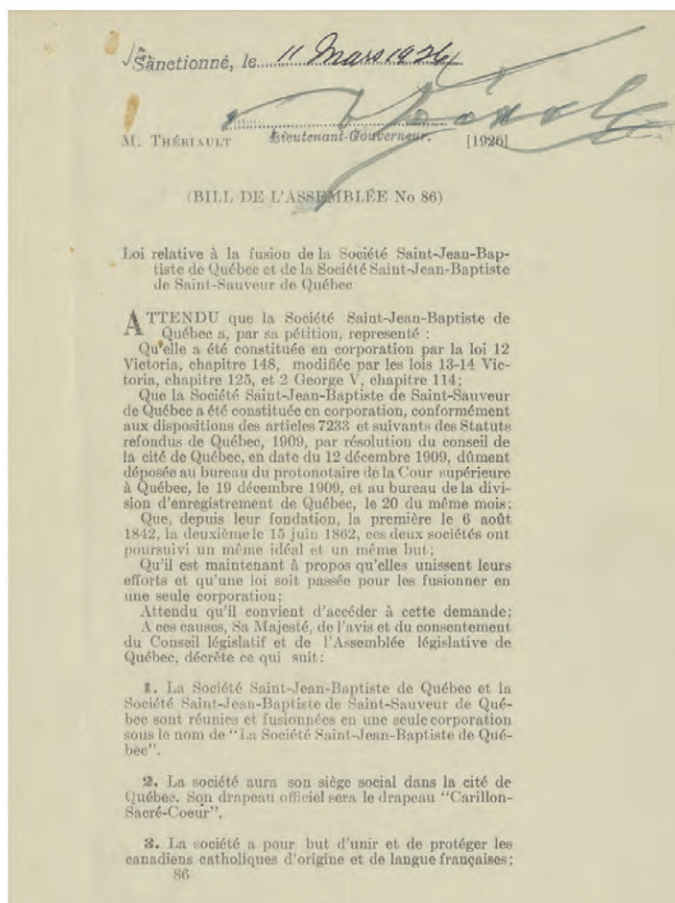 Sanctionné, le 11 Mars 1926
Lieutenant-Gouverneur.
M. THÉRIAULT [1926]
(BILL DE L'ASSEMBLÉE No 86)
Loi relative à la fusion de la Société Saint-Jean-Bap-
tiste de Québec et de la Société Saint-Jean-Baptiste
de Saint-Sauveur de Québec
ATTENDU que la Société Saint-Jean-Baptiste de
Québec a, par sa pétition, représenté :
Qu'elle a été constituée en corporation par la loi 12
Victoria, chapitre 148, modifiée par les lois 13-14 Vic-
toria, chapitre 125, et 2 George V, chapitre 114;
Que la Société Saint-Jean-Baptiste de Saint-Sauveur
de Québec a été constituée en corporation, conformément
aux dispositions des articles 7233 et suivants des Statuts
refondus de Québec, 1909, par résolution du conseil de
la cité de Québec, en date du 12 décembre 1909, dûment
déposée au bureau du protonotaire de la Cour supérieure
à Québec, le 19 décembre 1909, et au bureau de la divi-
sion d'enregistrement de Québec, le 20 du même mois;
Que, depuis leur fondation, la première le 6 août
1842, la deuxième le 15 juin 1862, ces deux sociétés ont
poursuivi un même idéal et un même but;
Qu'il est maintenant à propos qu'elles unissent leurs
efforts et qu'une loi soit passée pour les fusionner en
une seule corporation;
Attendu qu'il convient d'accéder à cette demande;
A ces causes, Sa Majesté, de l'avis et du consentement
du Conseil législatif et de l'Assemblée législative de
Québec, décrète ce qui suit:
1. La Société Saint-Jean-Baptiste de Québec et la
Société Saint-Jean-Baptiste de Saint-Sauveur de Qué-
bec sont réunies et fusionnées en une seule corporation
sous le nom de "La Société Saint-Jean-Baptiste de Qué-
bec".
2. La société aura son siège social dans la cité de
Québec. Son drapeau officiel sera le drapeau "Carillon-
Sacré-Coeur".
3. La société a pour but d'unir et de protéger les
canadiens catholiques d'origine et de langue françaises;
86